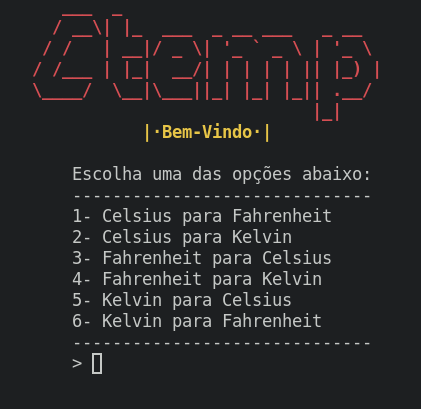 Ctemp
|·Bem-Vindo·|
Escolha uma das opções abaixo:
------------------------------
1- Celsius para Fahrenheit
2- Celsius para Kelvin
3- Fahrenheit para Celsius
4- Fahrenheit para Kelvin
5- Kelvin para Celsius
6- Kelvin para Fahrenheit
------------------------------
>